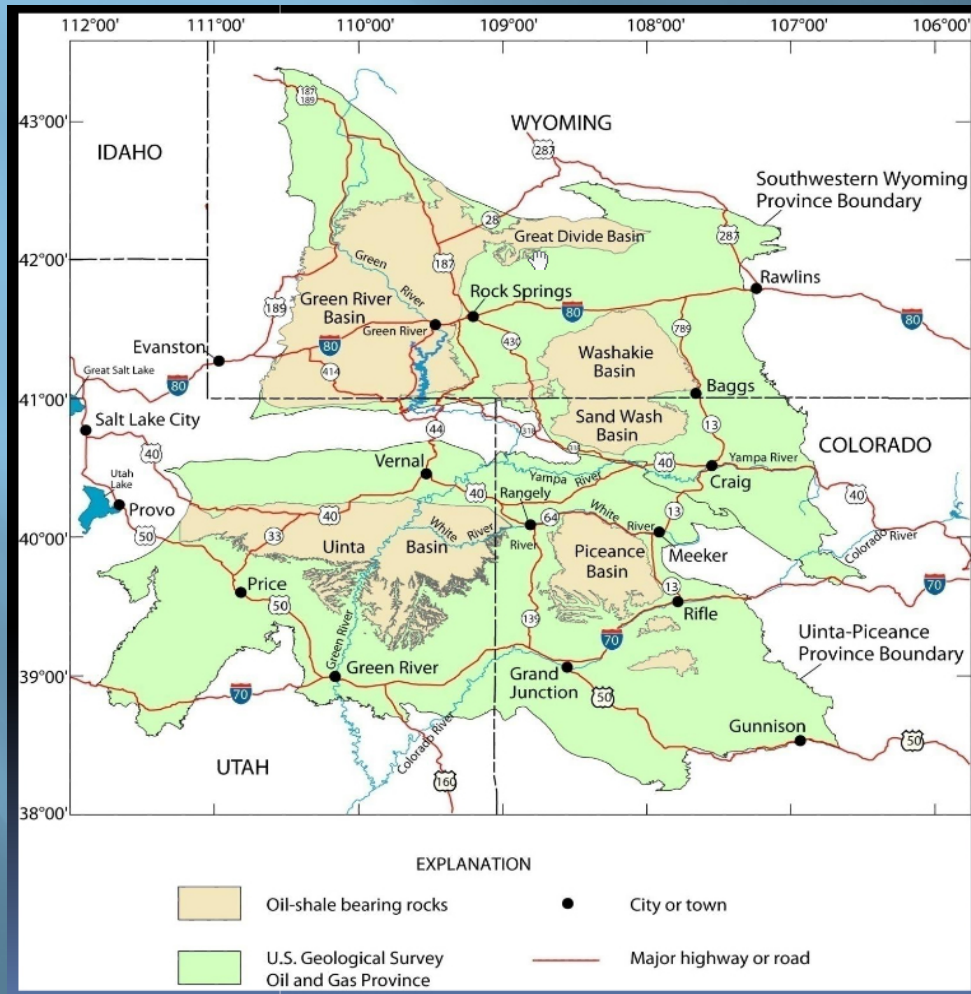 112°00'
111°00'
110°00'
109°00'
108°00'
107°00'
106°00'
43°00'
187
189
WYOMING
287
IDAHO
Southwestern Wyoming
Province Boundary
28
Great Divide Basin
287
42°00'
Green
187
Rawlins
Rock Springs
189
Green River
Basin
River
80
80
Green River
789
Evanston
80
430
Washakie
Basin
Great Salt Lake
414
80
Baggs
41°00'
Sand Wash
Basin
Salt Lake City
44
318
13
COLORADO
40
Vernal
40
Yampa River
Utah
Lake
Yampa
River
Craig
40
Rangely
40
Provo
40
64
White
13
50
33
White River
River
Colorado
River
40°00'
Uinta
Basin
River
Meeker
Piceance
Basin
Price
13
70
50
Rifle
139
70
Uinta-Piceance
Province Boundary
Green River
39°00'
Green River
Grand
Junction
70
50
Gunnison
Colorado River
50
UTAH
160
38°00'
EXPLANATION
Oil-shale bearing rocks
City or town
U.S. Geological Survey
Oil and Gas Province
Major highway or road